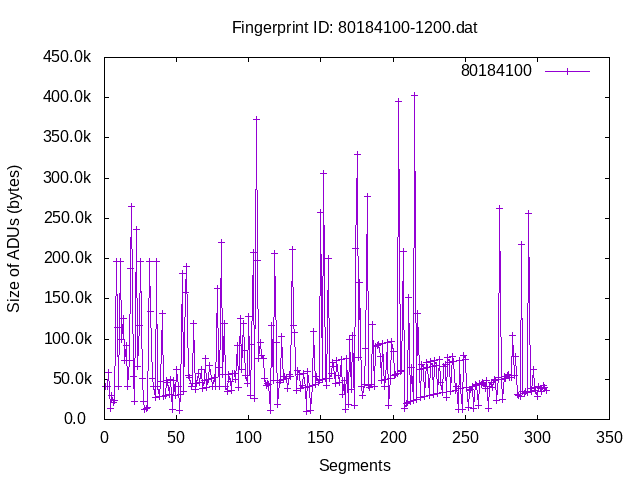 Fingerprint ID: 80184100-1200.dat
80184100
450.0k
400.0k
350.0k
300.0k
250.0k
200.0k
150.0k
100.0k
50.0k
0.0
Size of ADUs (bytes)
0 50 100 150 200 250 300 350
Segments